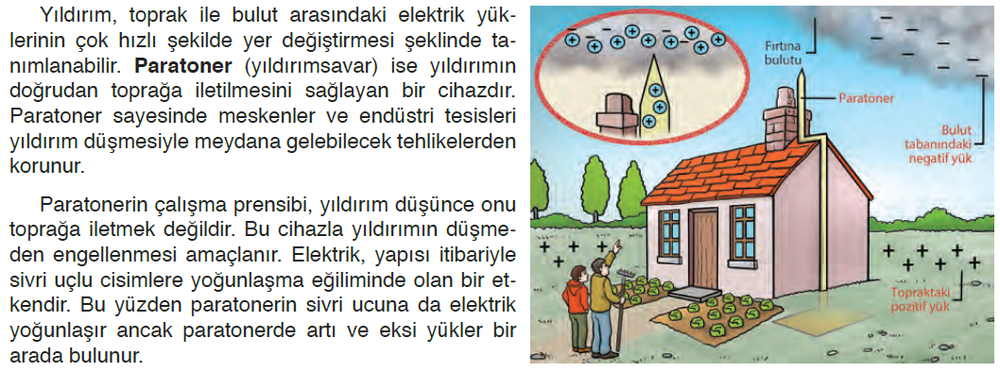 Yıldırım, toprak ile bulut arasındaki elektrik yük-
lerinin çok hızlı şekilde yer değiştirmesi şeklinde ta-
nımlanabilir. Paratoner (yıldırımsavar) ise yıldırımın
doğrudan toprağa iletilmesini sağlayan bir cihazdır.
Paratoner sayesinde meskenler ve endüstri tesisleri
yıldırım düşmesiyle meydana gelebilecek tehlikelerden
korunur.
Paratonerin çalışma prensibi, yıldırım düşünce onu
toprağa iletmek değildir. Bu cihazla yıldırımın düşme-
den engellenmesi amaçlanır. Elektrik, yapısı itibariyle
sivri uçlu cisimlere yoğunlaşma eğiliminde olan bir et-
kendir. Bu yüzden paratonerin sivri ucuna da elektrik
yoğunlaşır ancak paratonerde artı ve eksi yükler bir
arada bulunur.
Fırtına
bulutu
Paratoner
Bulut
tabanındaki
negatif yük
Topraktaki
pozitif yük